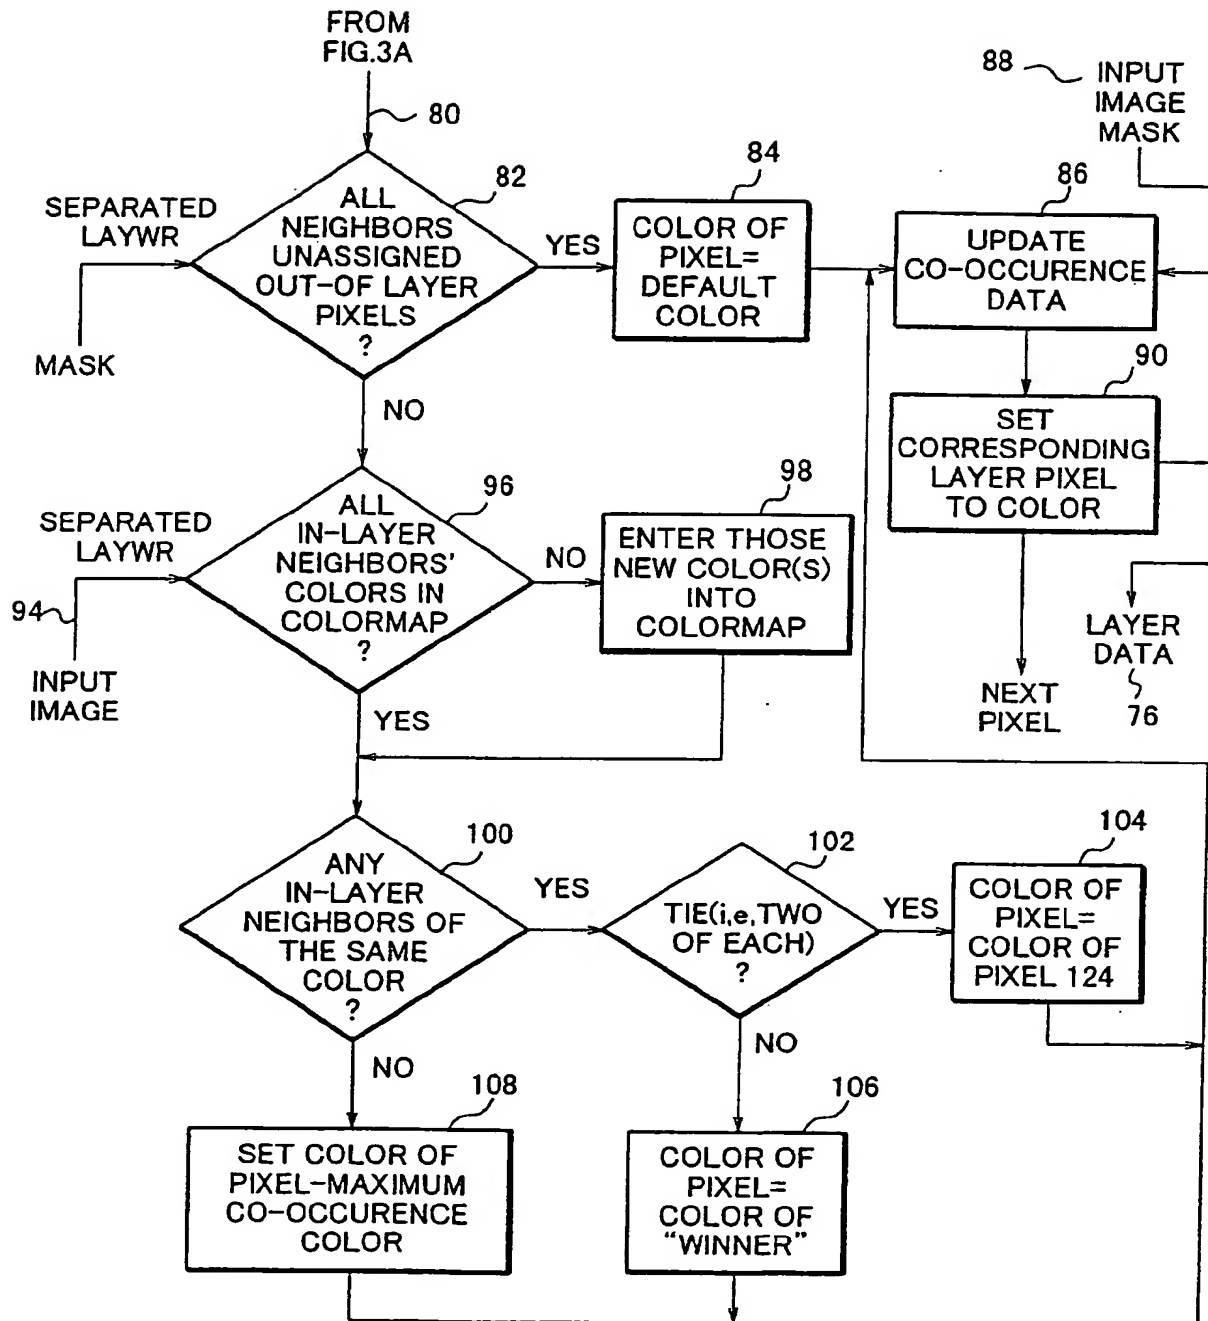 FROM
FIG.3A
80
88
INPUT
IMAGE
MASK
82
ALL
NEIGHBORS
UNASSIGNED
OUT-OF LAYER
PIXELS
?
SEPARATED
LAYWR
MASK
YES
84
COLOR OF
PIXEL=
DEFAULT
COLOR
86
UPDATE
CO-OCCURENCE
DATA
NO
90
SET
CORRESPONDING
LAYER PIXEL
TO COLOR
96
ALL
IN-LAYER
NEIGHBORS'
COLORS IN
COLORMAP
?
SEPARATED
LAYWR
94
INPUT
IMAGE
NO
98
ENTER THOSE
NEW COLOR(S)
INTO
COLORMAP
LAYER
DATA
76
NEXT
PIXEL
YES
100
ANY
IN-LAYER
NEIGHBORS OF
THE SAME
COLOR
?
YES
102
TIE(i,e,TWO
OF EACH)
?
YES
104
COLOR OF
PIXEL=
COLOR OF
PIXEL 124
NO
NO
108
SET COLOR OF
PIXEL-MAXIMUM
CO-OCCURENCE
COLOR
106
COLOR OF
PIXEL=
COLOR OF
"WINNER"